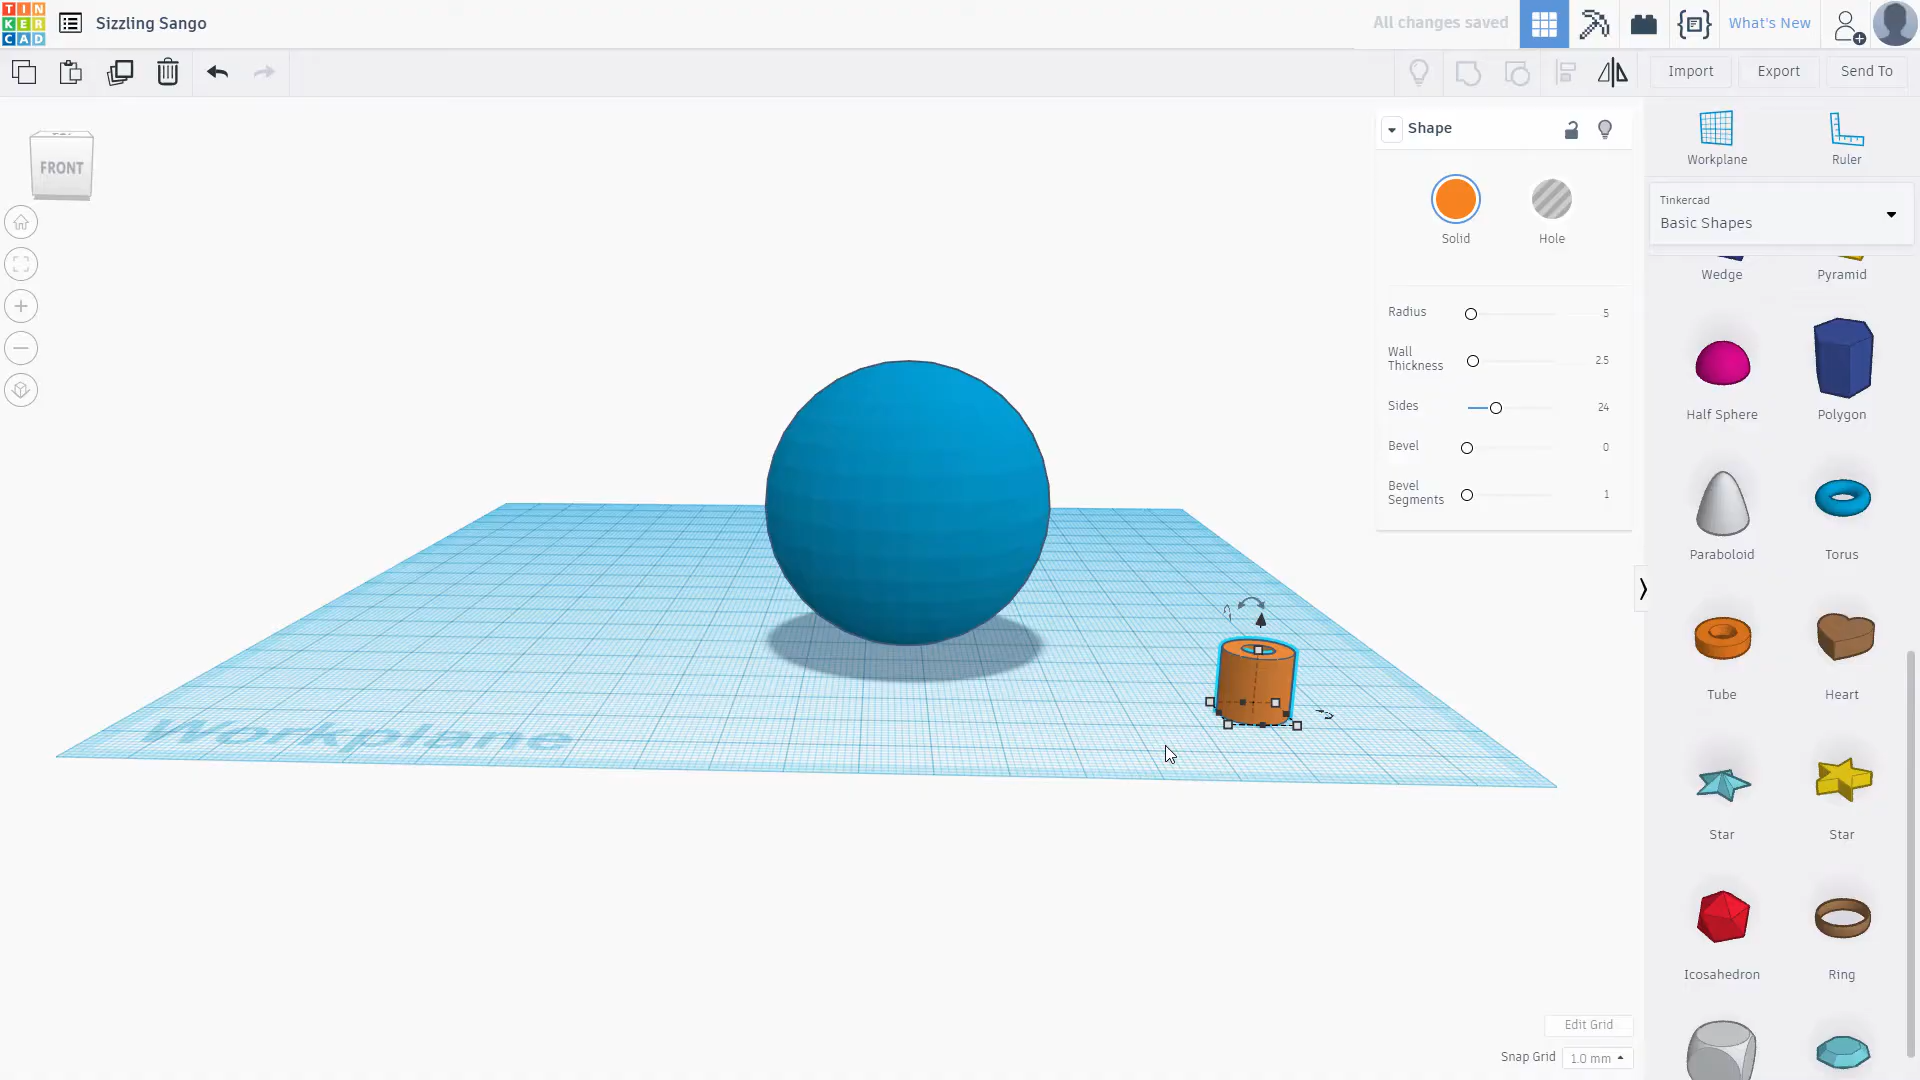 TIN
KER
CAD
Sizzling Sango
All changes saved
What's New
Import
Export
Send To
FRONT
Shape
Solid
Hole
Radius
5
Wall
Thickness
2.5
Sides
24
Bevel
0
Bevel
Segments
1
Workplane
Ruler
Tinkercad
Basic Shapes
Wedge
Pyramid
Half Sphere
Polygon
Paraboloid
Torus
Tube
Heart
Star
Star
Icosahedron
Ring
Workplane
Edit Grid
Snap Grid
1.0 mm